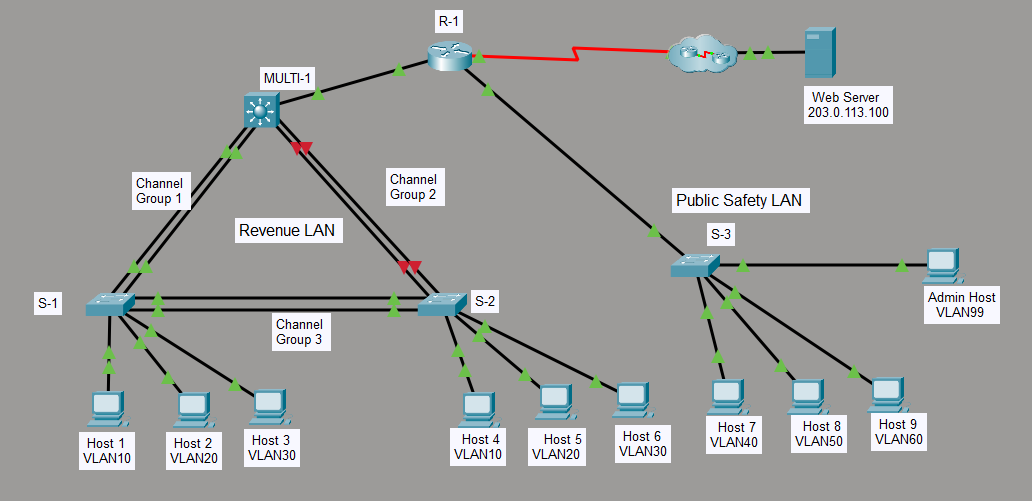 R-1
MULTI-1
Web Server
203.0.113.100
Channel
Group 1
Channel
Group 2
Public Safety LAN
Revenue LAN
S-3
S-1
S-2
Admin Host
VLAN99
Channel
Group 3
Host 1
VLAN10
Host 2
VLAN20
Host 3
VLAN30
Host 4
VLAN10
Host 5
VLAN20
Host 6
VLAN30
Host 7
VLAN40
Host 8
VLAN50
Host 9
VLAN60